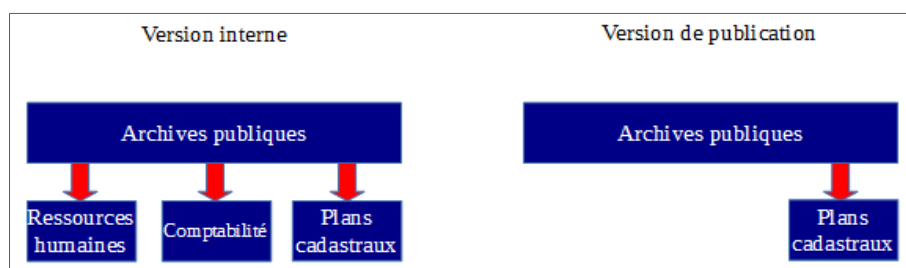 Version interne
Version de publication
Archives publiques
Archives publiques
Ressources
humaines
Comptabilité
Plans
cadastraux
Plans
cadastraux